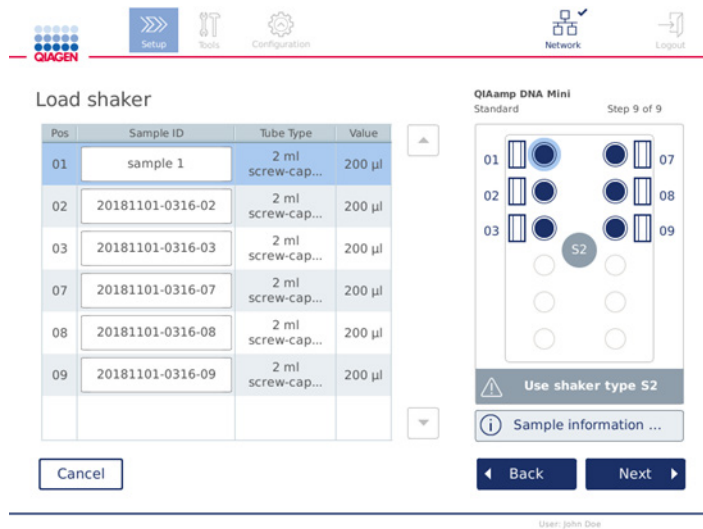 QIAGEN
Setup
Tools
Configuration
Network
Logout
Load shaker
QIAamp DNA Mini
Standard
Step 9 of 9
Pos Sample ID Tube Type Value
01 sample 1 2 ml screw-cap... 200 µl
02 20181101-0316-02 2 ml screw-cap... 200 µl
03 20181101-0316-03 2 ml screw-cap... 200 µl
07 20181101-0316-07 2 ml screw-cap... 200 µl
08 20181101-0316-08 2 ml screw-cap... 200 µl
09 20181101-0316-09 2 ml screw-cap... 200 µl
01 07
02 08
03 09
S2
Use shaker type S2
i Sample information ...
Cancel
Back
Next
User: John Doe